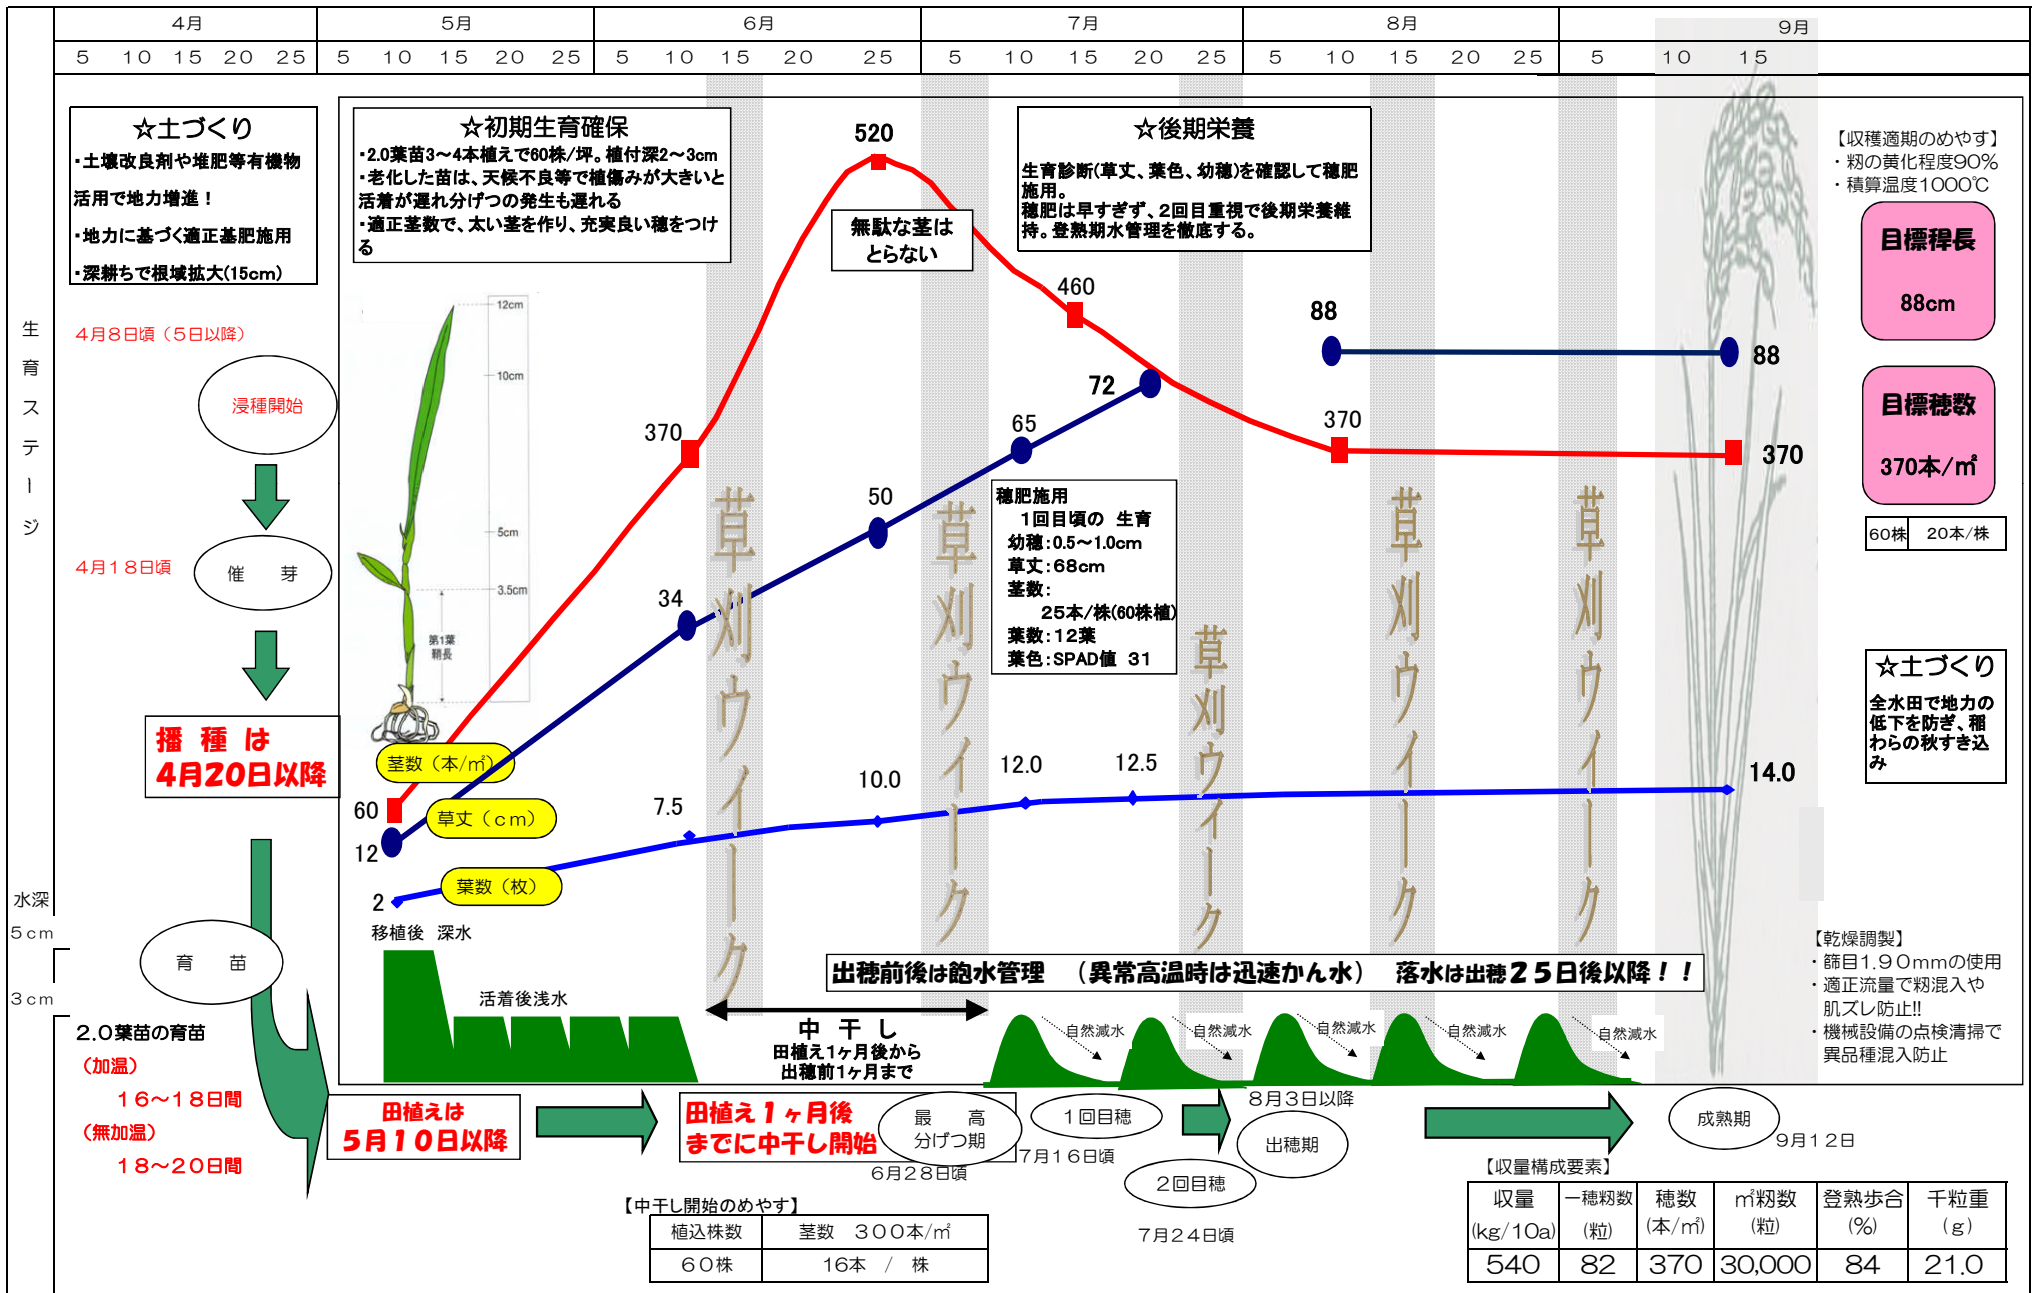 4月 5月 6月 7月 8月 9月
5 10 15 20 25 5 10 15 20 25 5 10 15 20 25 5 10 15 20 25 5 10 15 20 25 5 10 15
生育ステージ
☆土づくり
・土壌改良剤や堆肥等有機物
活用で地力増進！
・地力に基づく適正基肥施用
・深耕ちで根域拡大(15cm)
4月8日頃（5日以降）
浸種開始
4月18日頃
催 芽
播 種 は
4月20日以降
水深
5cm
3cm
育 苗
2.0葉苗の育苗
（加温）
16～18日間
（無加温）
18～20日間
☆初期生育確保
・2.0葉苗3～4本植えで60株/坪。植付深2～3cm
・老化した苗は、天候不良等で植傷みが大きいと
活着が遅れ分げつの発生も遅れる
・適正茎数で、太い茎を作り、充実良い穂をつけ
る
12cm
10cm
5cm
3.5cm
第1葉
鞘長
茎数（本/㎡）
草丈（cm）
葉数（枚）
60
370
520
460
370
370
12
34
50
65
72
88
88
2
7.5
10.0
12.0
12.5
14.0
無駄な茎は
とらない
☆後期栄養
生育診断(草丈、葉色、幼穂)を確認して穂肥
施用。
穂肥は早すぎず、2回目重視で後期栄養維
持。登熟期水管理を徹底する。
穂肥施用
1回目頃の 生育
幼穂：0.5～1.0cm
草丈：68cm
茎数：
25本/株(60株植)
葉数：12葉
葉色：SPAD値 31
草刈ウィーク
草刈ウィーク
草刈ウィーク
草刈ウィーク
草刈ウィーク
【収穫適期のめやす】
・籾の黄化程度90%
・積算温度1000℃
目標稈長
88cm
目標穂数
370本/㎡
60株 20本/株
☆土づくり
全水田で地力の
低下を防ぎ、稲
わらの秋すき込
み
【乾燥調製】
・篩目1.90mmの使用
・適正流量で籾混入や
肌ズレ防止!!
・機械設備の点検清掃で
異品種混入防止
移植後 深水
活着後浅水
出穂前後は飽水管理 （異常高温時は迅速かん水） 落水は出穂25日後以降！！
中 干 し
田植え1ヶ月後から
出穂前1ヶ月まで
自然減水
自然減水
自然減水
自然減水
自然減水
田植えは
5月10日以降
田植え1ヶ月後
までに中干し開始
最 高
分げつ期
6月28日頃
1回目穂
7月16日頃
2回目穂
7月24日頃
8月3日以降
出穂期
成熟期
9月12日
【中干し開始のめやす】
植込株数 茎数 300本/㎡
60株 16本 / 株
【収量構成要素】
収量 一穂籾数 穂数 ㎡籾数 登熟歩合 千粒重
(kg/10a) (粒) (本/㎡) (粒) (%) (g)
540 82 370 30,000 84 21.0